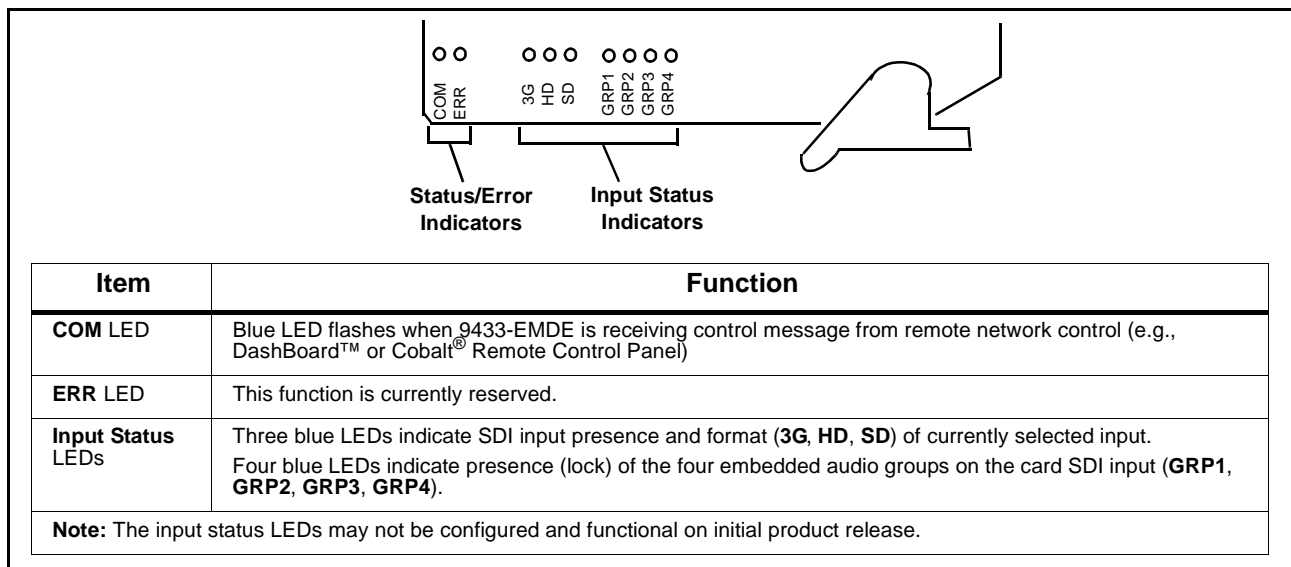 COM
ERR
3G
HD
SD
GRP1
GRP2
GRP3
GRP4
Status/Error
Indicators
Input Status
Indicators
Item
Function
COM LED
Blue LED flashes when 9433-EMDE is receiving control message from remote network control (e.g.,
DashBoard™ or Cobalt® Remote Control Panel)
ERR LED
This function is currently reserved.
Input Status
LEDs
Three blue LEDs indicate SDI input presence and format (3G, HD, SD) of currently selected input.
Four blue LEDs indicate presence (lock) of the four embedded audio groups on the card SDI input (GRP1,
GRP2, GRP3, GRP4).
Note: The input status LEDs may not be configured and functional on initial product release.